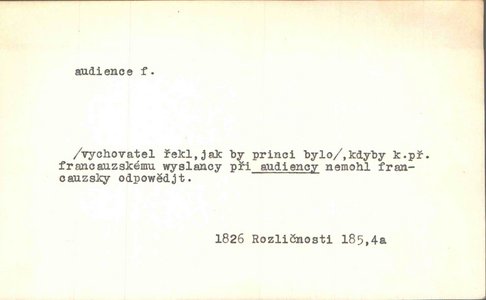 audience f.
/vychovatel řekl,jak by princi bylo/,kdyby k.př.
francauzskému wyslancy při audiency nemohl fran-
cauzsky odpowědjt.
1826 Rozličnosti 185,4a